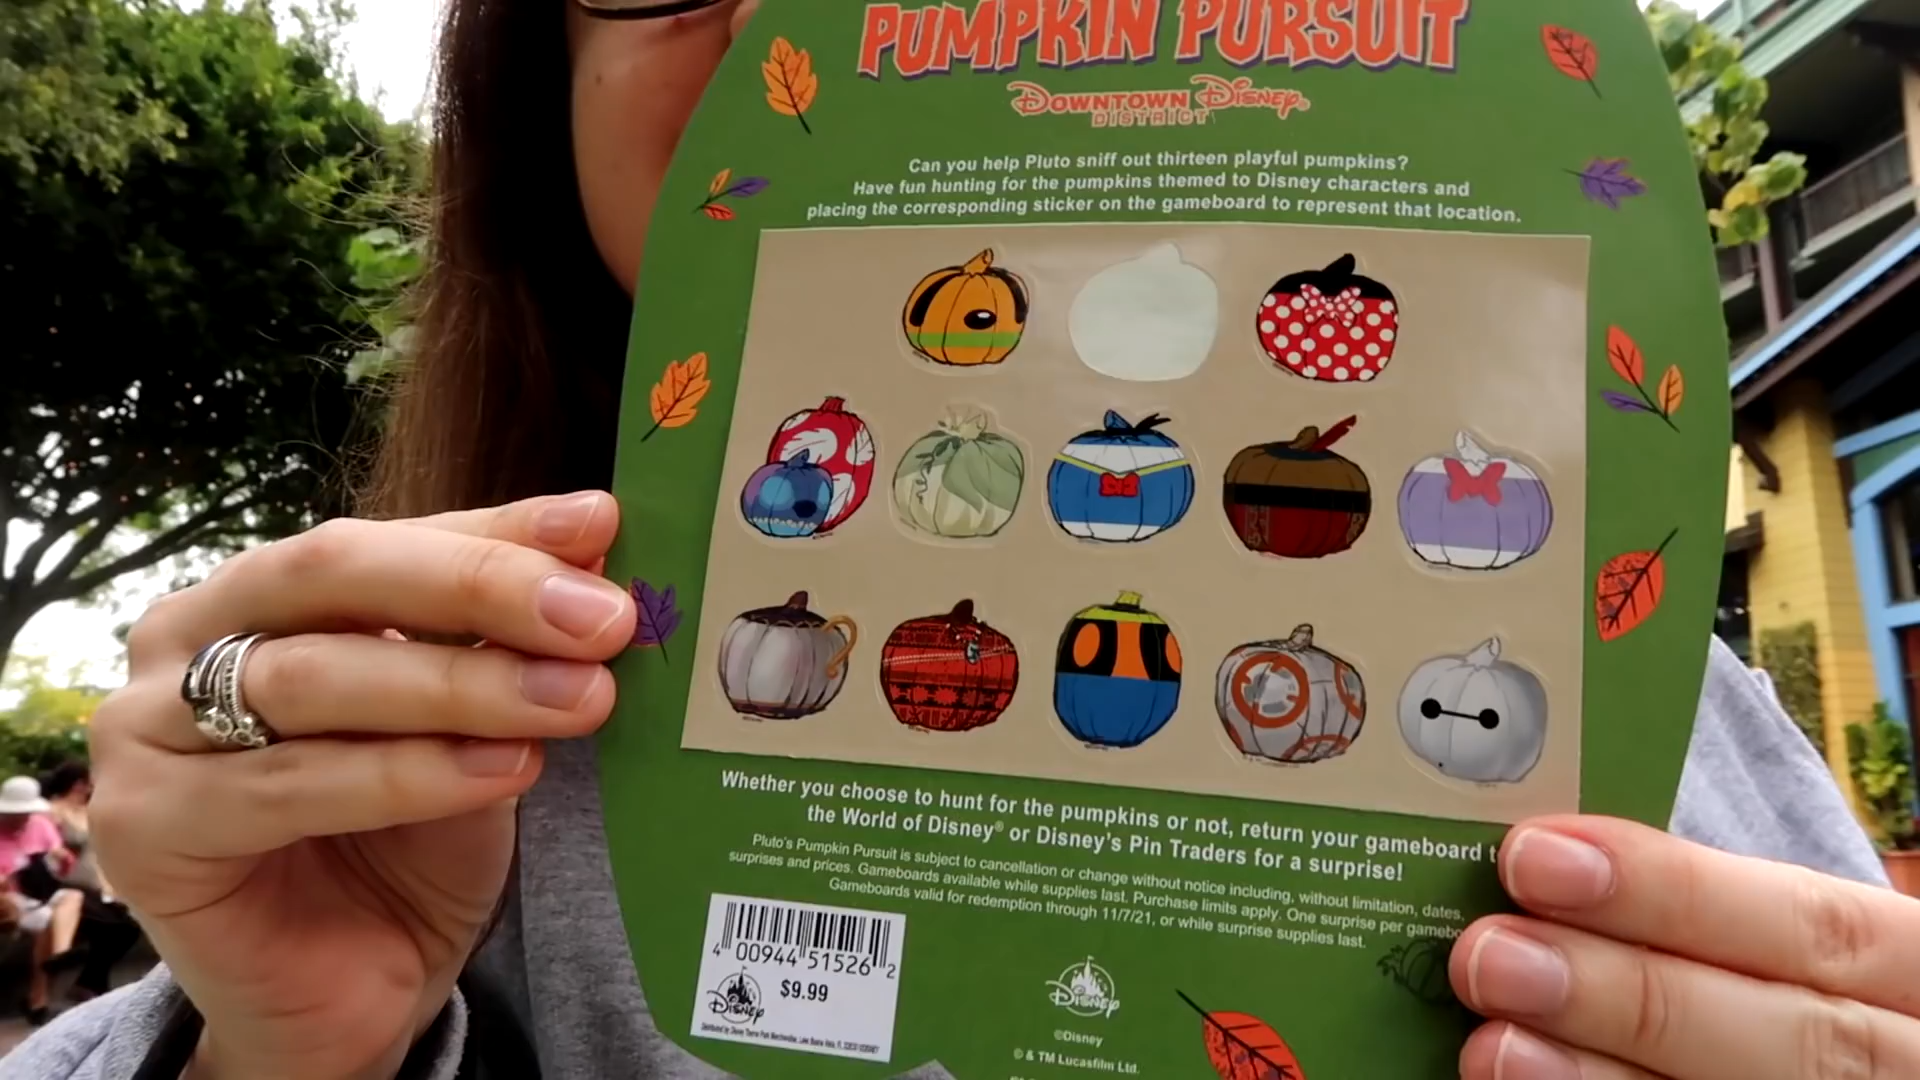 PUMPKIN PURSUIT
DOWNTOWN DISNEY®
DISTRICT
Can you help Pluto sniff out thirteen playful pumpkins?
Have fun hunting for the pumpkins themed to Disney characters and
placing the corresponding sticker on the gameboard to represent that location.
Whether you choose to hunt for the pumpkins or not, return your gameboard t
the World of Disney® or Disney's Pin Traders for a surprise!
Pluto's Pumpkin Pursuit is subject to cancellation or change without notice including, without limitation, dates,
surprises and prices. Gameboards available while supplies last. Purchase limits apply. One surprise per gamebo
Gameboards valid for redemption through 11/7/21, or while surprise supplies last.
4 00944 51526 2
$9.99
Disney
Disney
©Disney
© & TM Lucasfilm Ltd.